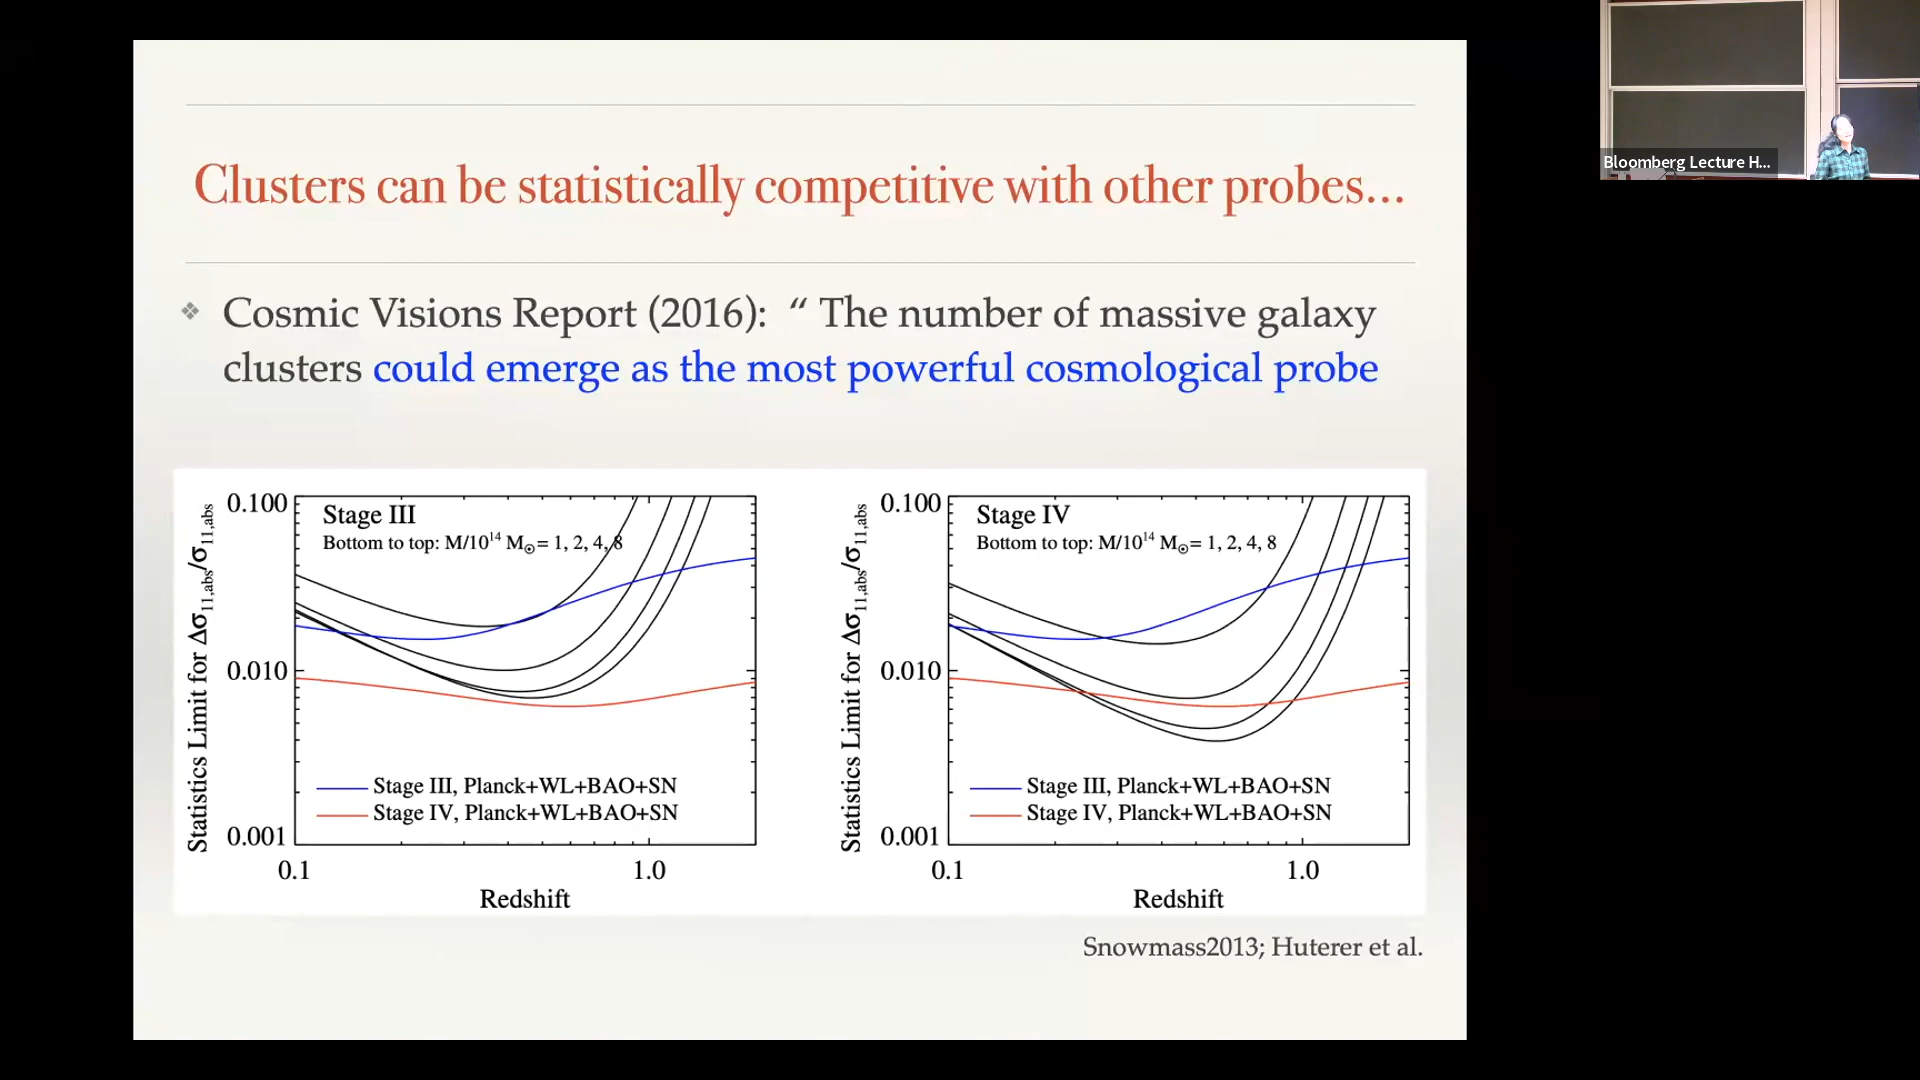 Clusters can be statistically competitive with other probes...
Cosmic Visions Report (2016): “ The number of massive galaxy
clusters could emerge as the most powerful cosmological probe
Statistics Limit for Δσ11,abs/σ11,abs
0.100
0.010
0.001
Stage III
Bottom to top: M/10^14 M⊙= 1, 2, 4, 8
Stage III, Planck+WL+BAO+SN
Stage IV, Planck+WL+BAO+SN
0.1
1.0
Redshift
Statistics Limit for Δσ11,abs/σ11,abs
0.100
0.010
0.001
Stage IV
Bottom to top: M/10^14 M⊙= 1, 2, 4, 8
Stage III, Planck+WL+BAO+SN
Stage IV, Planck+WL+BAO+SN
0.1
1.0
Redshift
Snowmass2013; Huterer et al.
Bloomberg Lecture H...